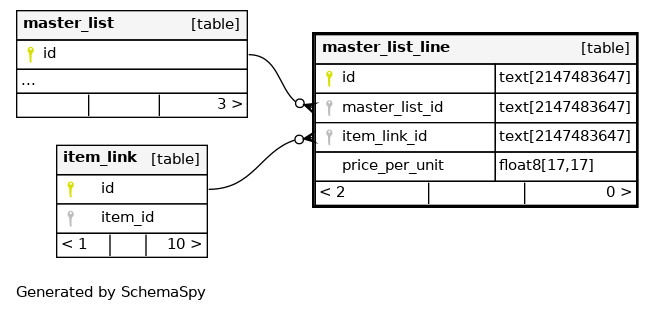 master_list [table]
id
...
3 >
item_link [table]
id
item_id
< 1 10 >
master_list_line [table]
id text[2147483647]
master_list_id text[2147483647]
item_link_id text[2147483647]
price_per_unit float8[17,17]
< 2 0 >
Generated by SchemaSpy